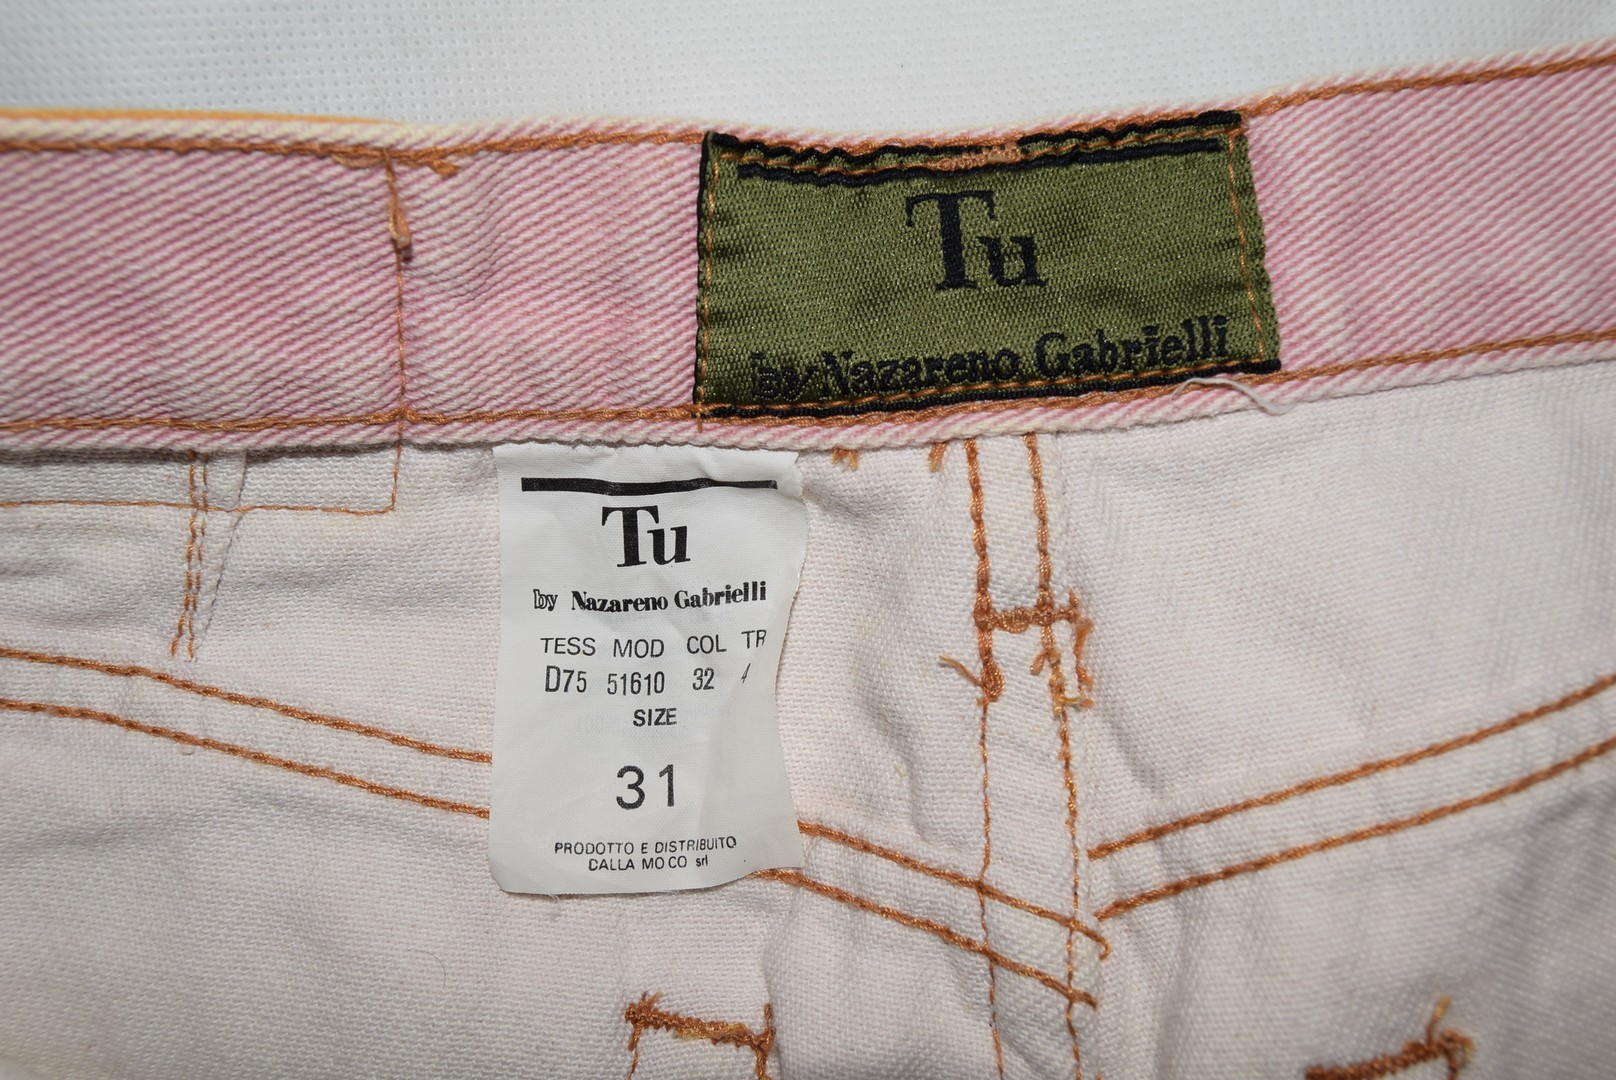 Tu
by Nazareno Gabrielli
Tu
by Nazareno Gabrielli
TESS MOD COL TR
D75 51610 32 4
SIZE
31
PRODOTTO E DISTRIBUITO
DALLA MO CO srl